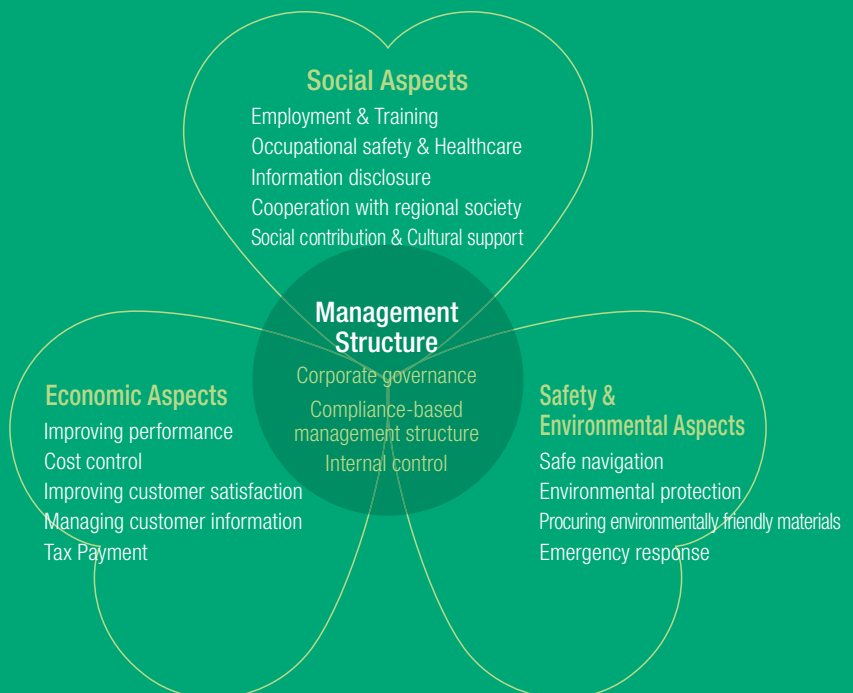 Social Aspects
Employment & Training
Occupational safety & Healthcare
Information disclosure
Cooperation with regional society
Social contribution & Cultural support
Management
Structure
Corporate governance
Compliance-based
management structure
Internal control
Economic Aspects
Improving performance
Cost control
Improving customer satisfaction
Managing customer information
Tax Payment
Safety &
Environmental Aspects
Safe navigation
Environmental protection
Procuring environmentally friendly materials
Emergency response